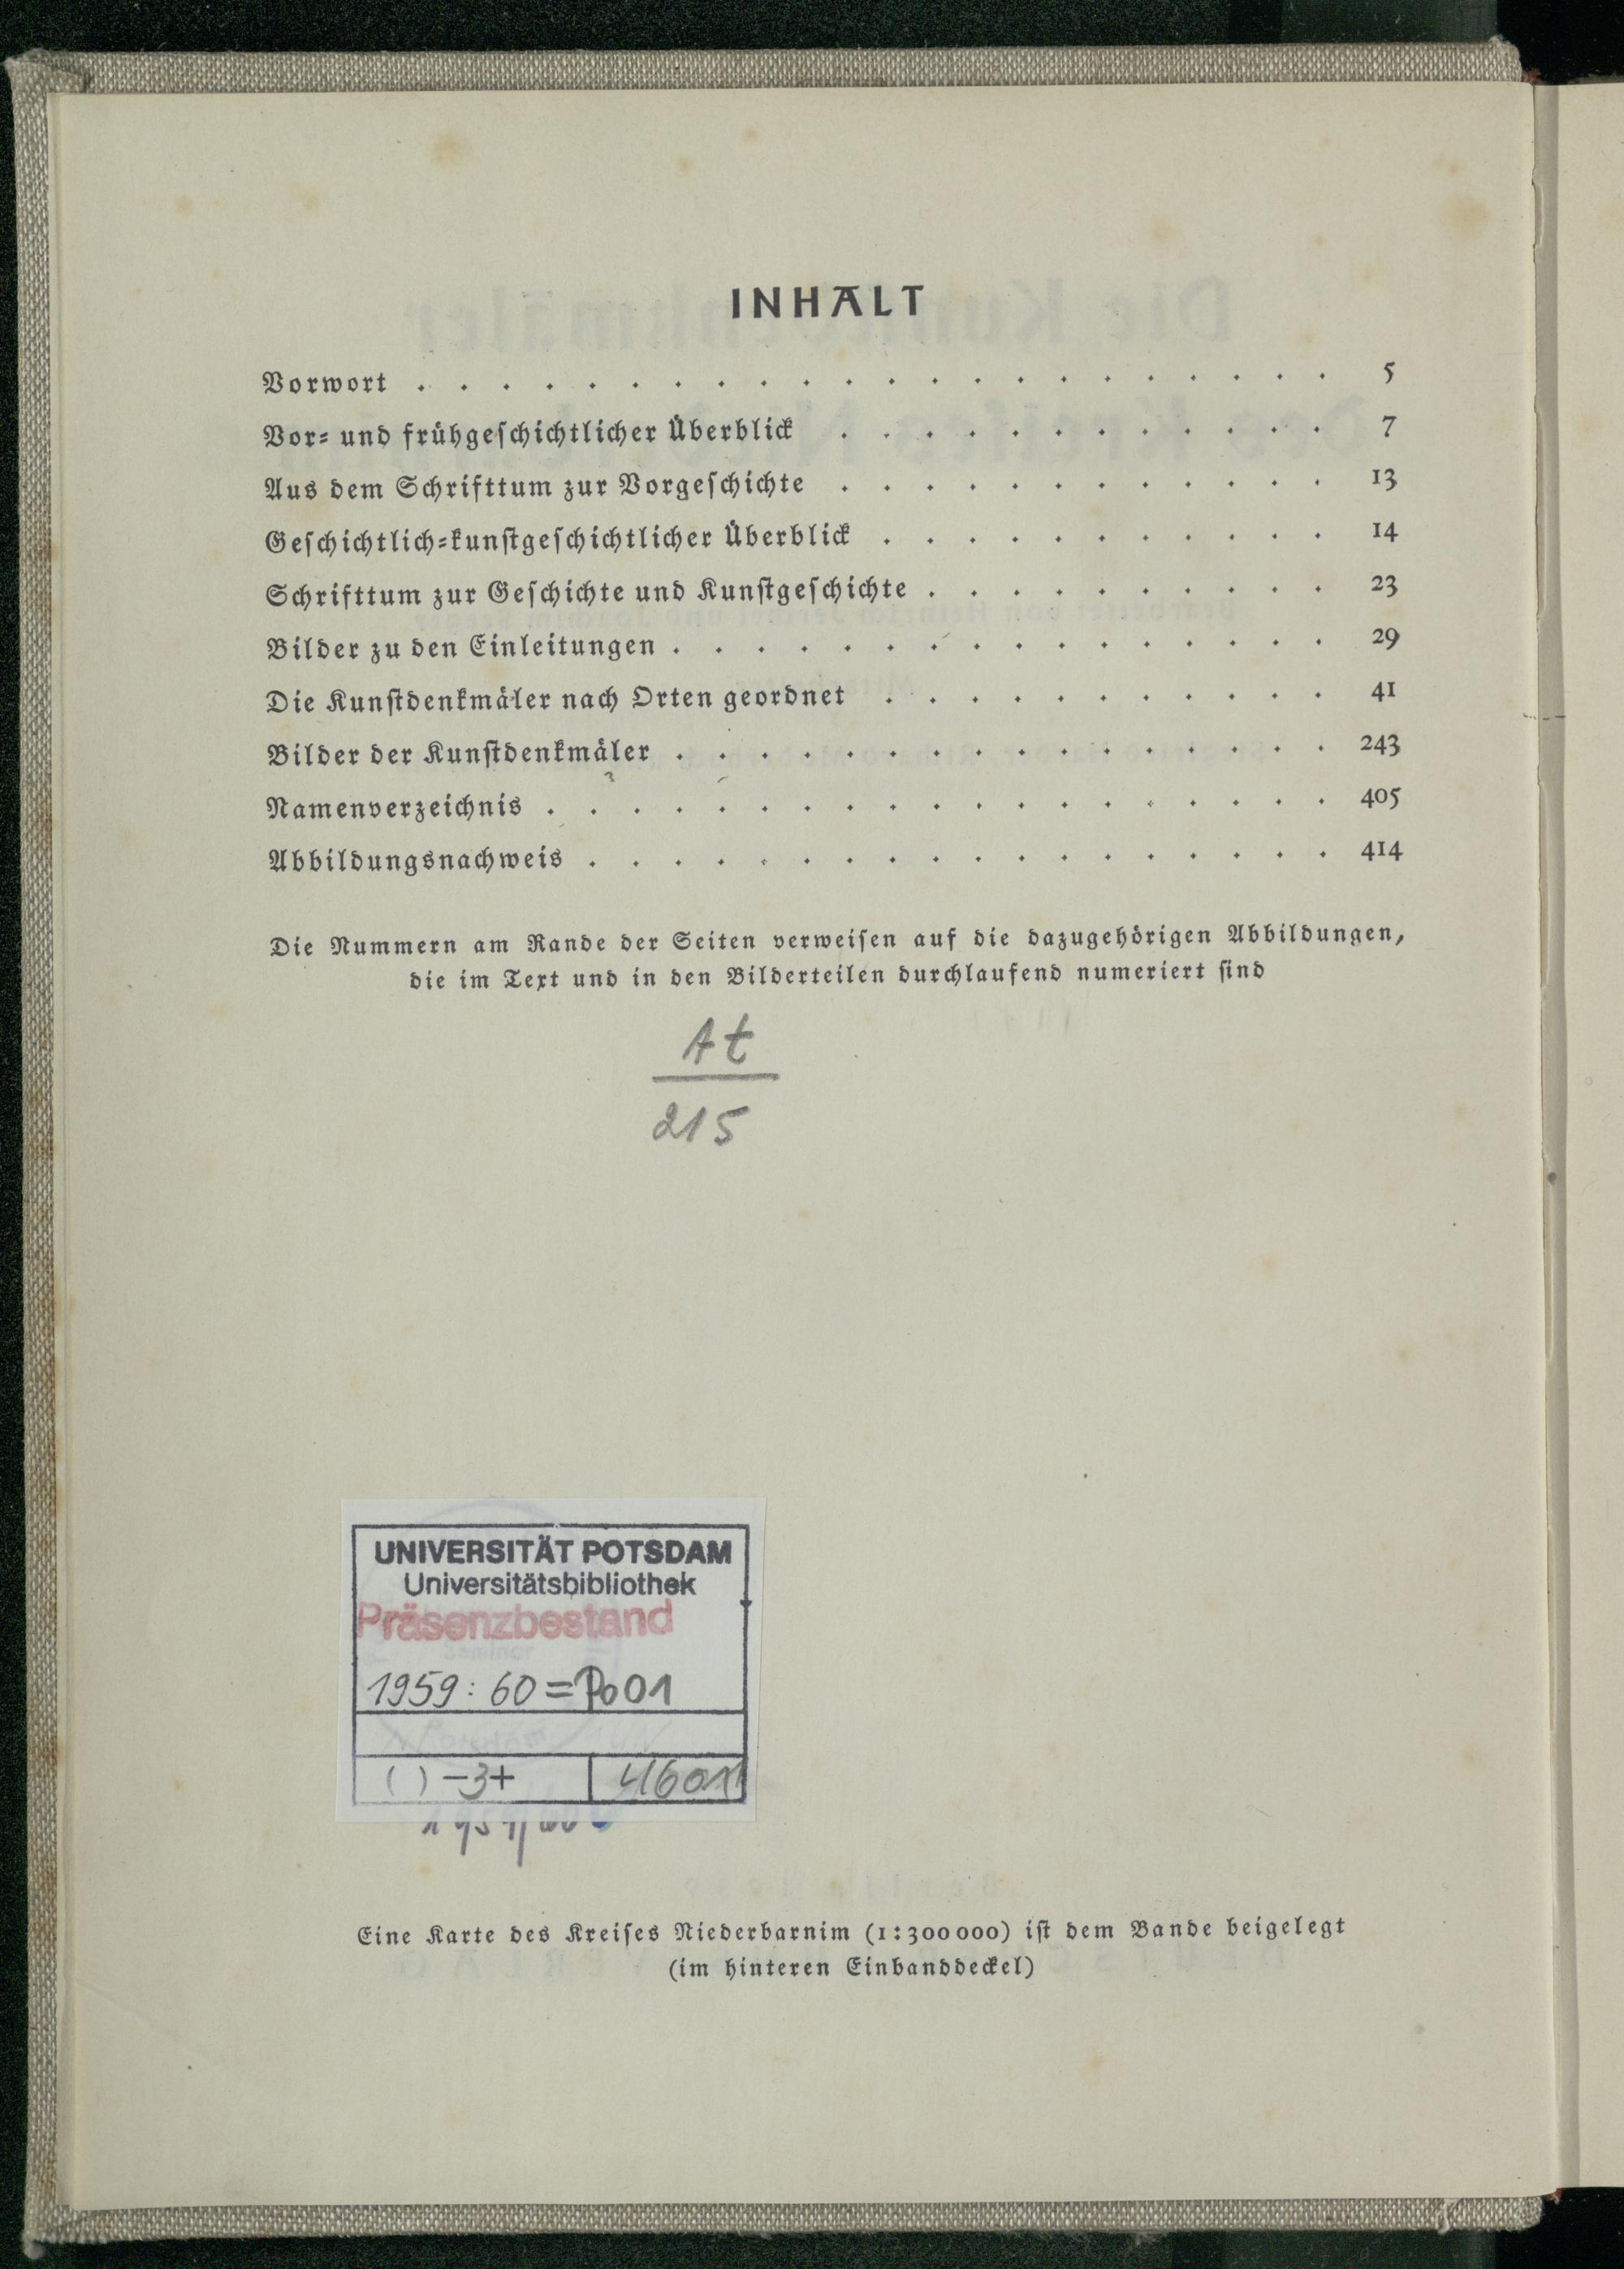 INHALT
Vorwort . . . . . . . . . . . . . . . . . . . . . . 5
Vor- und frühgeschichtlicher Überblick . . . . . . . . . . . . 7
Aus dem Schrifttum zur Vorgeschichte . . . . . . . . . . . . 13
Geschichtlich-kunstgeschichtlicher Überblick . . . . . . . . . . . 14
Schrifttum zur Geschichte und Kunstgeschichte . . . . . . . . . . 23
Bilder zu den Einleitungen . . . . . . . . . . . . . . . . 29
Die Kunstdenkmäler nach Orten geordnet . . . . . . . . . . . 41
Bilder der Kunstdenkmäler . . . . . . . . . . . . . . . . 243
Namenverzeichnis . . . . . . . . . . . . . . . . . . . 405
Abbildungsnachweis . . . . . . . . . . . . . . . . . . 414
Die Nummern am Rande der Seiten verweisen auf die dazugehörigen Abbildungen,
die im Text und in den Bilderteilen durchlaufend numeriert sind
At
215
UNIVERSITÄT POTSDAM
Universitätsbibliothek
Präsenzbestand
1959: 60 = Po01
( ) -3+ 4601
Eine Karte des Kreises Niederbarnim (1:300000) ist dem Bande beigelegt
(im hinteren Einbanddeckel)